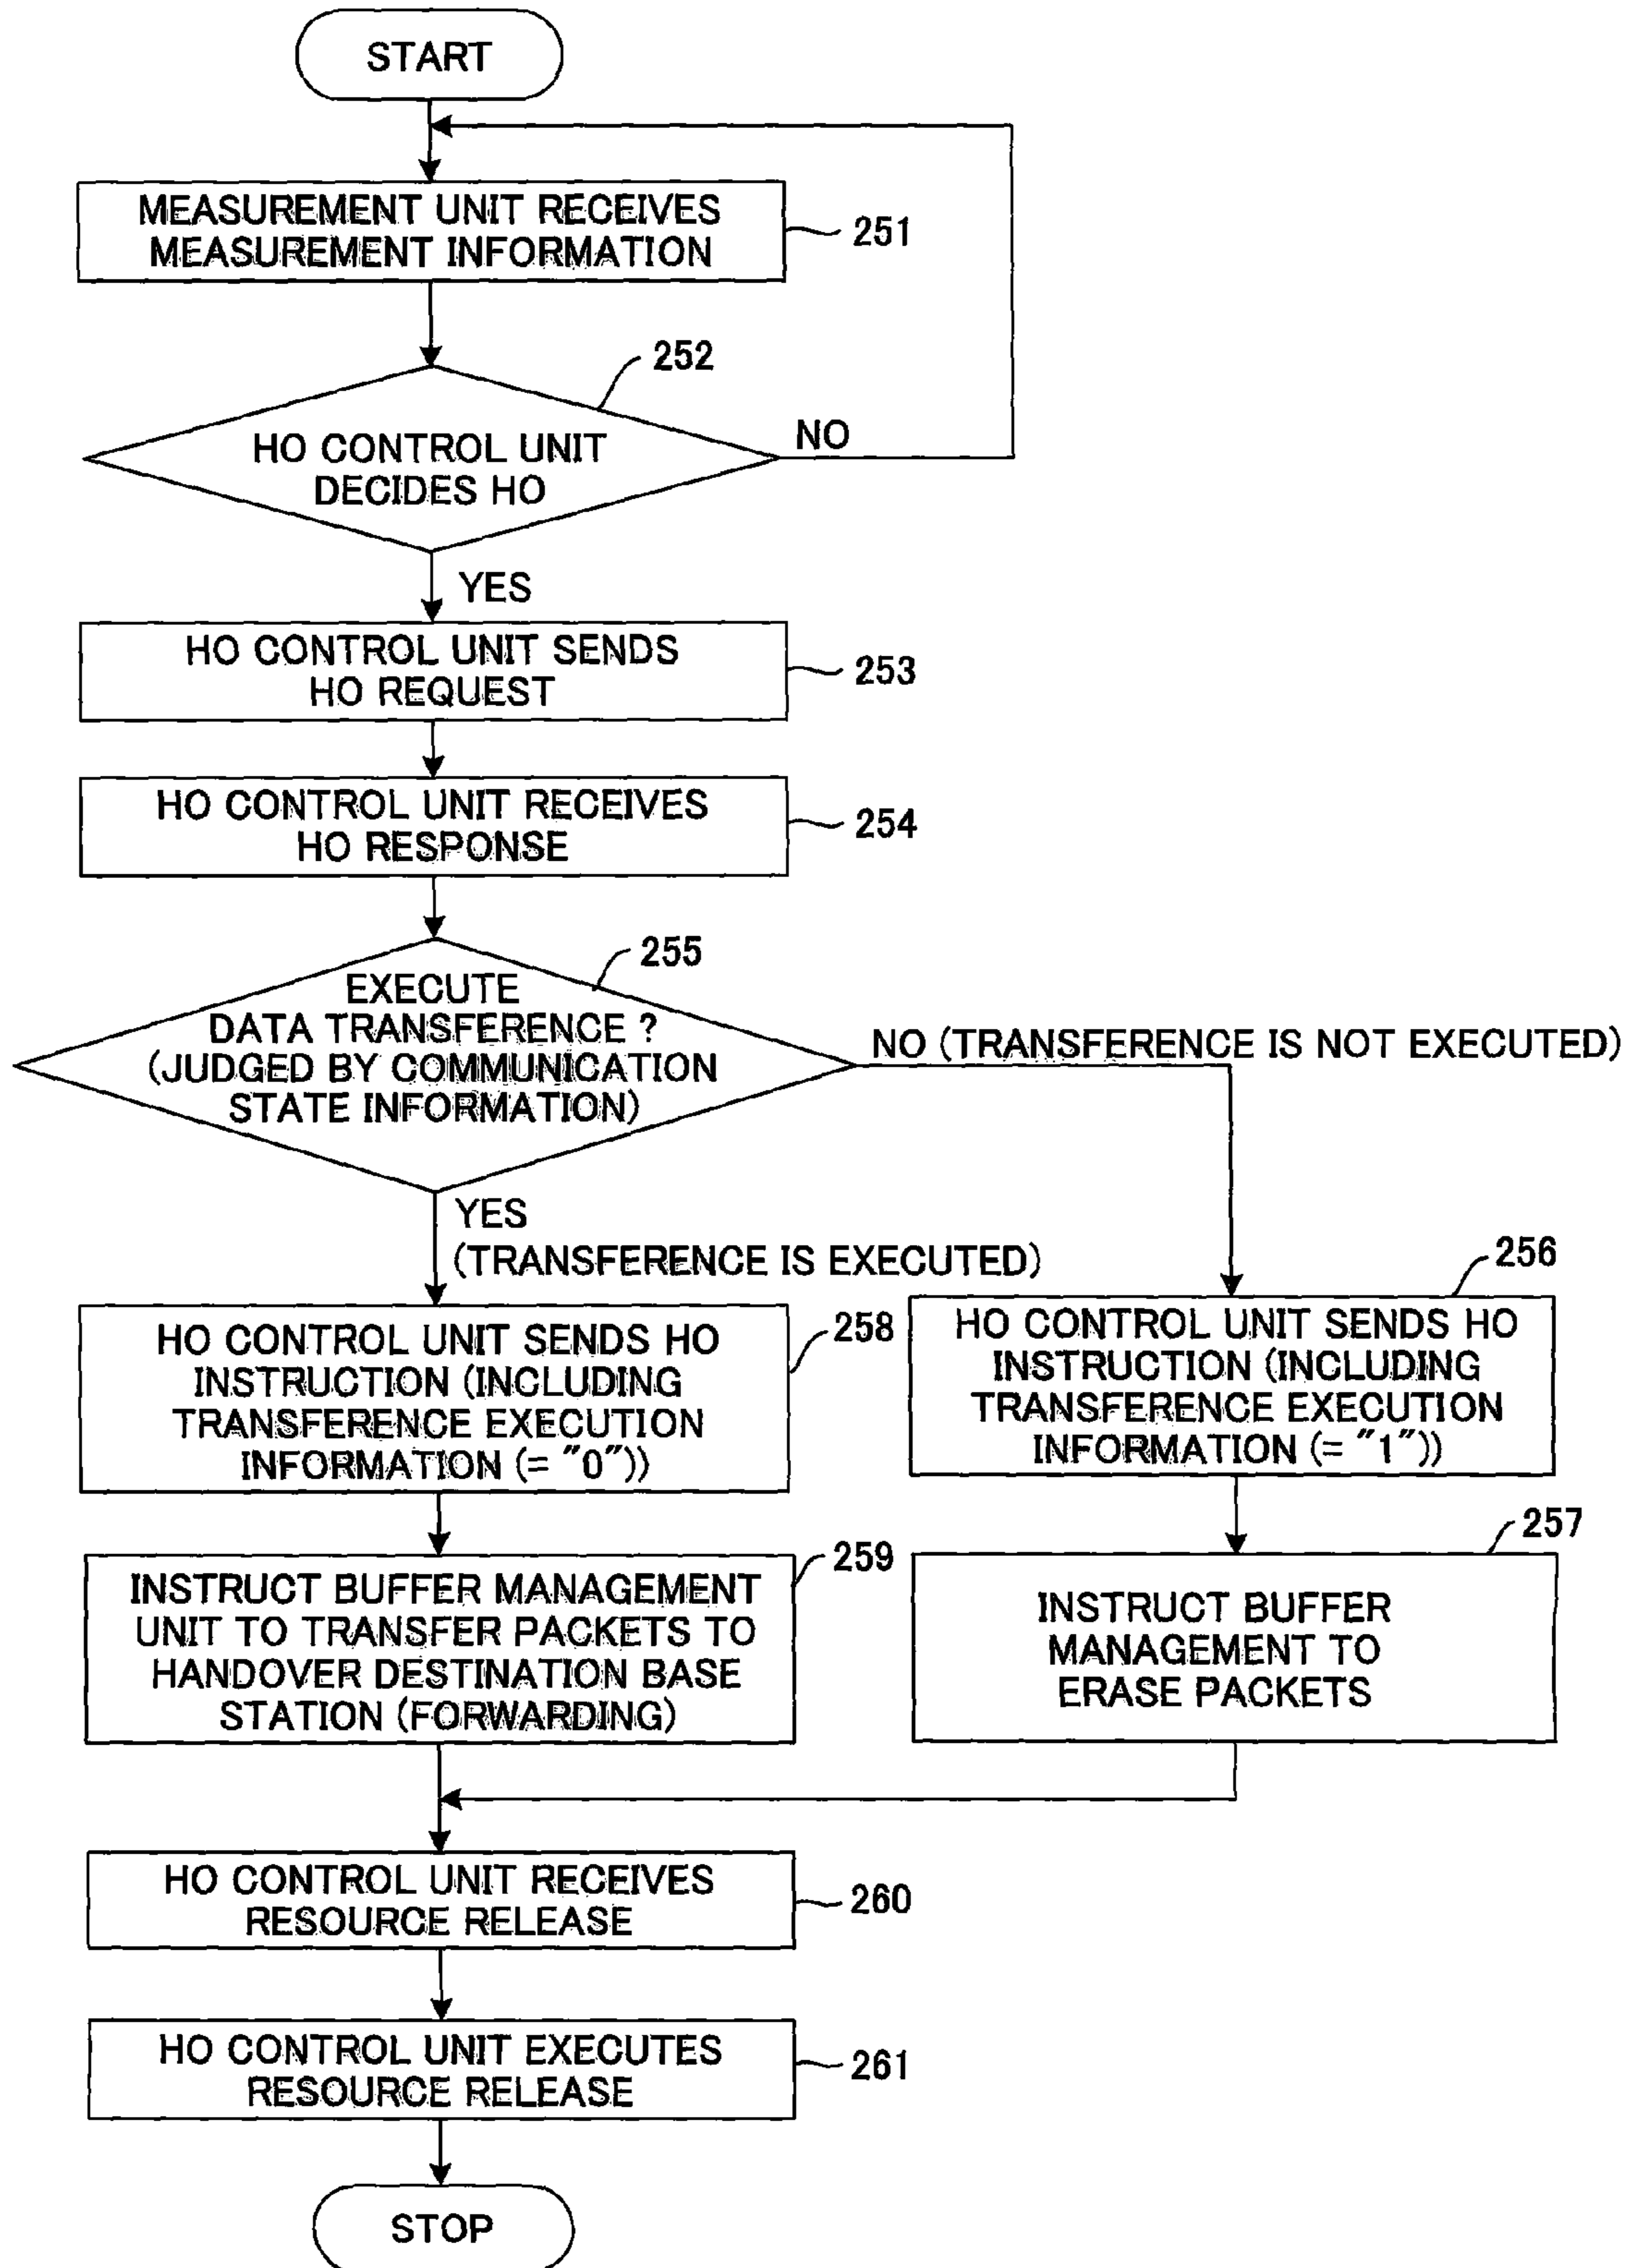 START
MEASUREMENT UNIT RECEIVES
MEASUREMENT INFORMATION
251
252
HO CONTROL UNIT
DECIDES HO
NO
YES
HO CONTROL UNIT SENDS
HO REQUEST
253
HO CONTROL UNIT RECEIVES
HO RESPONSE
254
255
EXECUTE
DATA TRANSFERENCE ?
(JUDGED BY COMMUNICATION
STATE INFORMATION)
NO (TRANSFERENCE IS NOT EXECUTED)
YES
(TRANSFERENCE IS EXECUTED)
HO CONTROL UNIT SENDS HO
INSTRUCTION (INCLUDING
TRANSFERENCE EXECUTION
INFORMATION (= "0"))
258
256
HO CONTROL UNIT SENDS HO
INSTRUCTION (INCLUDING
TRANSFERENCE EXECUTION
INFORMATION (= "1"))
INSTRUCT BUFFER MANAGEMENT
UNIT TO TRANSFER PACKETS TO
HANDOVER DESTINATION BASE
STATION (FORWARDING)
259
257
INSTRUCT BUFFER
MANAGEMENT TO
ERASE PACKETS
HO CONTROL UNIT RECEIVES
RESOURCE RELEASE
260
HO CONTROL UNIT EXECUTES
RESOURCE RELEASE
261
STOP